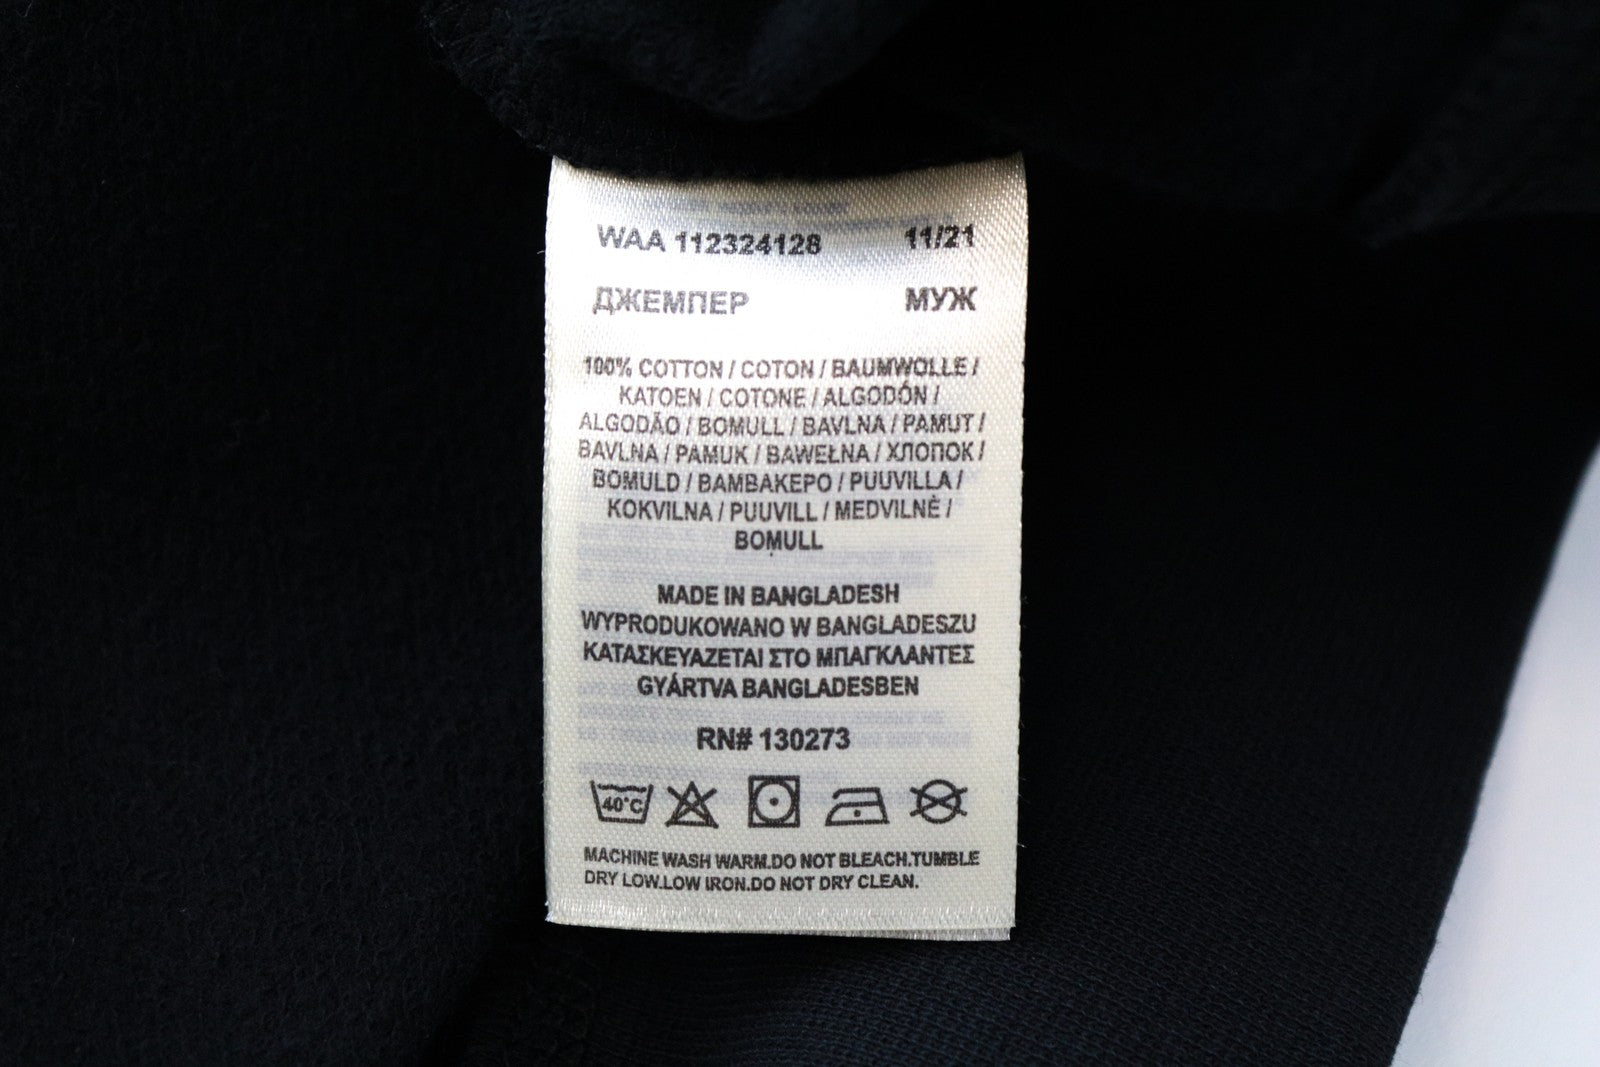 WAA 112324128 11/21
ДЖЕМПЕР МУЖ
100% COTTON / COTON / BAUMWOLLE /
KATOEN / COTONE / ALGODÓN /
ALGODÃO / BOMULL / BAVLNA / PAMUT /
BAVLNA / PAMUK / BAWEŁNA / ХЛОПОК /
BOMULD / ΒΑΜΒΑΚΕΡΟ / PUUVILLA /
KOKVILNA / PUUVILL / MEDVILNĖ /
BOMULL
MADE IN BANGLADESH
WYPRODUKOWANO W BANGLADESZU
ΚΑΤΑΣΚΕΥΑΖΕΤΑΙ ΣΤΟ ΜΠΑΓΚΛΑΝΤΕΣ
GYÁRTVA BANGLADESBEN
RN# 130273
40°C
MACHINE WASH WARM.DO NOT BLEACH.TUMBLE
DRY LOW.LOW IRON.DO NOT DRY CLEAN.